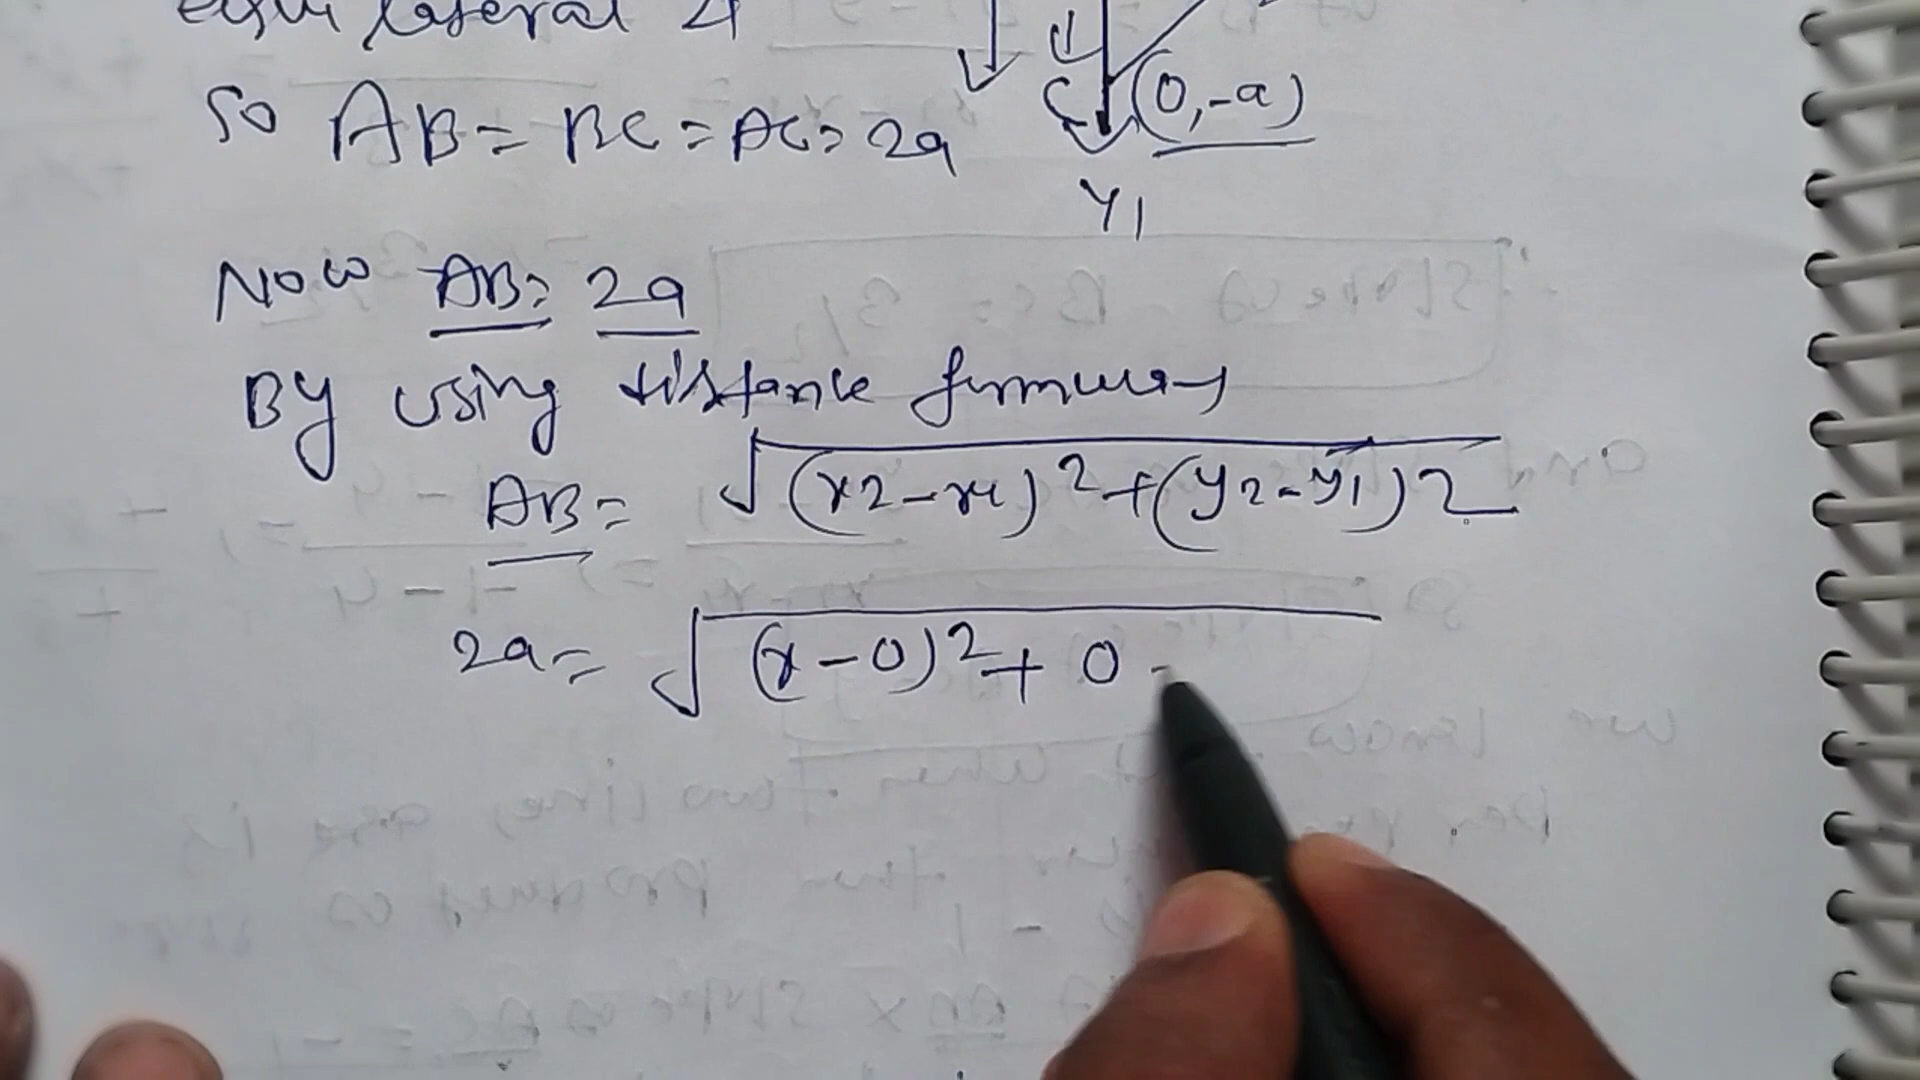 equilateral Δ
so AB = BC = AC = 2a
C (0,-a)
Y1
Now AB = 2a
By using distance formula
AB = √(x2-x1)2+(y2-y1)2
2a = √(x-0)2+ 0 -